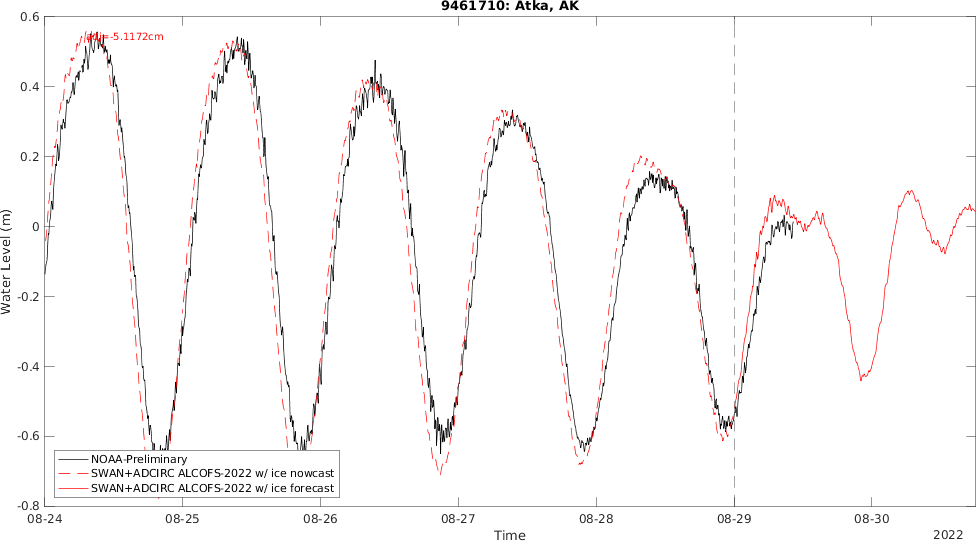 9461710: Atka, AK
0.6
0.4
0.2
0
-0.2
-0.4
-0.6
-0.8
Water Level (m)
=-5.1172cm
NOAA-Preliminary
SWAN+ADCIRC ALCOFS-2022 w/ ice nowcast
SWAN+ADCIRC ALCOFS-2022 w/ ice forecast
08-24
08-25
08-26
08-27
08-28
08-29
08-30
Time
2022